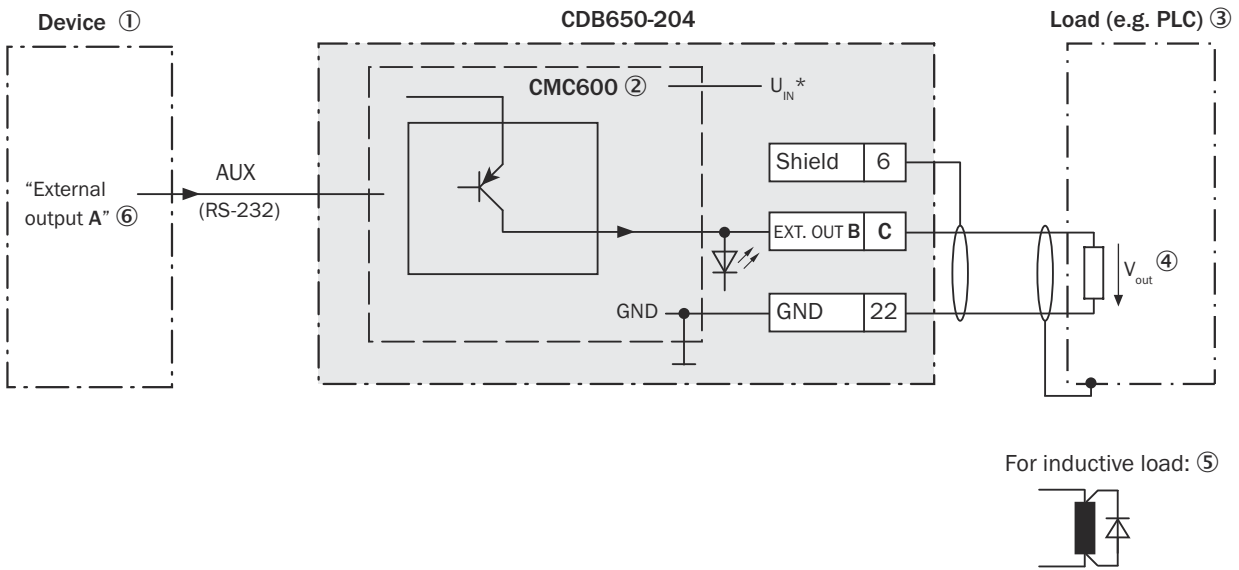 Device ①
CDB650-204
Load (e.g. PLC) ③
CMC600 ②
U_IN*
Shield 6
"External
output A" ⑥
AUX
(RS-232)
EXT. OUT B C
V_out ④
GND
GND 22
For inductive load: ⑤